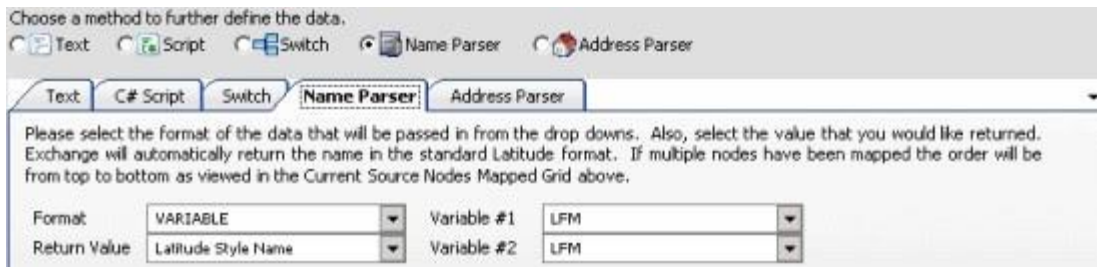 Choose a method to further define the data.
Text Script Switch Name Parser Address Parser
Text C# Script Switch Name Parser Address Parser
Please select the format of the data that will be passed in from the drop downs. Also, select the value that you would like returned.
Exchange will automatically return the name in the standard Latitude format. If multiple nodes have been mapped the order will be
from top to bottom as viewed in the Current Source Nodes Mapped Grid above.
Format VARIABLE Variable #1 LFM
Return Value Latitude Style Name Variable #2 LFM